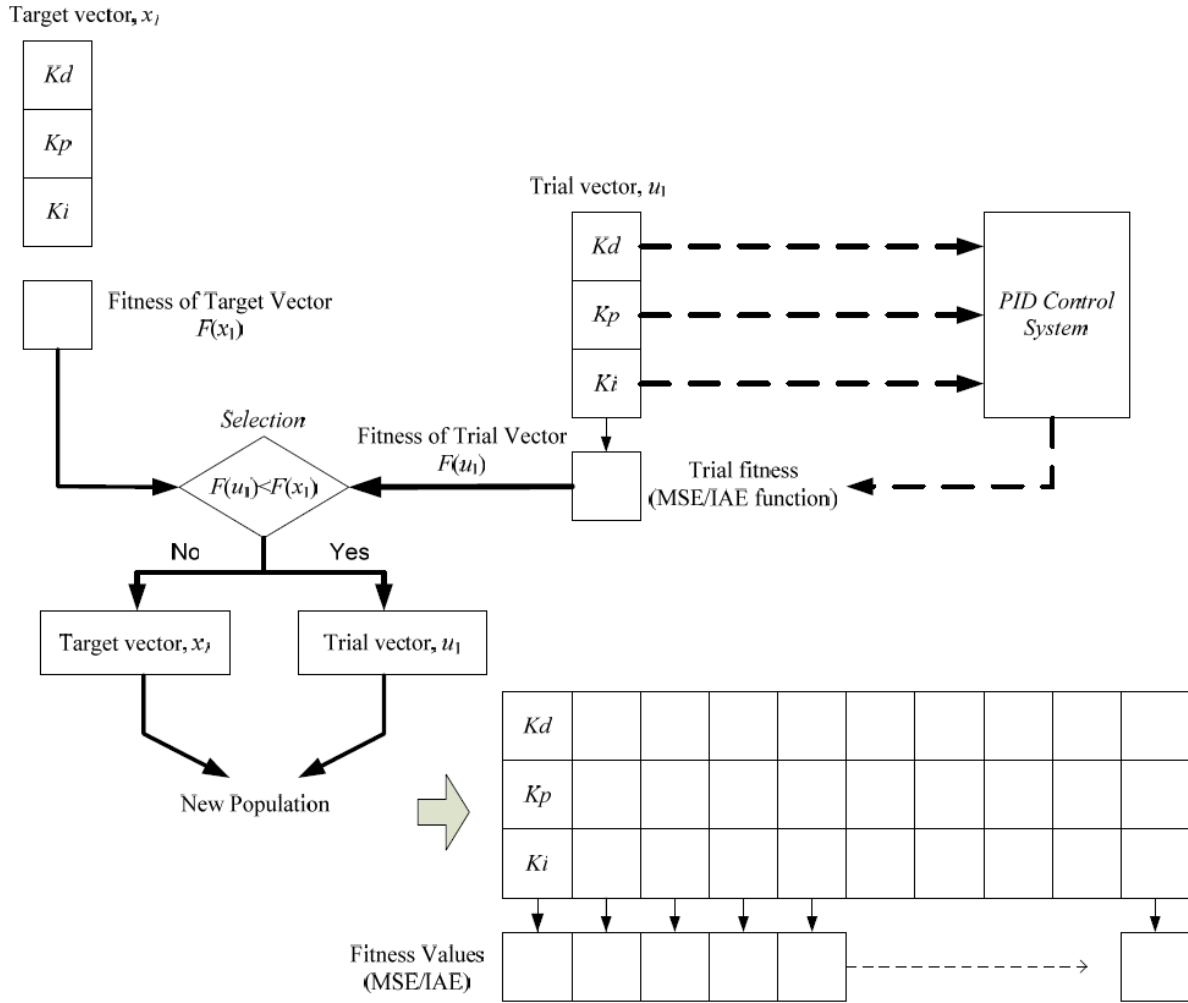 Target vector, x₁
Kd
Kp
Ki
Fitness of Target Vector
F(x₁)
Trial vector, u₁
Kd
Kp
Ki
PID Control
System
Selection
F(u₁)<F(x₁)
Fitness of Trial Vector
F(u₁)
Trial fitness
(MSE/IAE function)
No
Yes
Target vector, x₁
Trial vector, u₁
New Population
Kd
Kp
Ki
Fitness Values
(MSE/IAE)